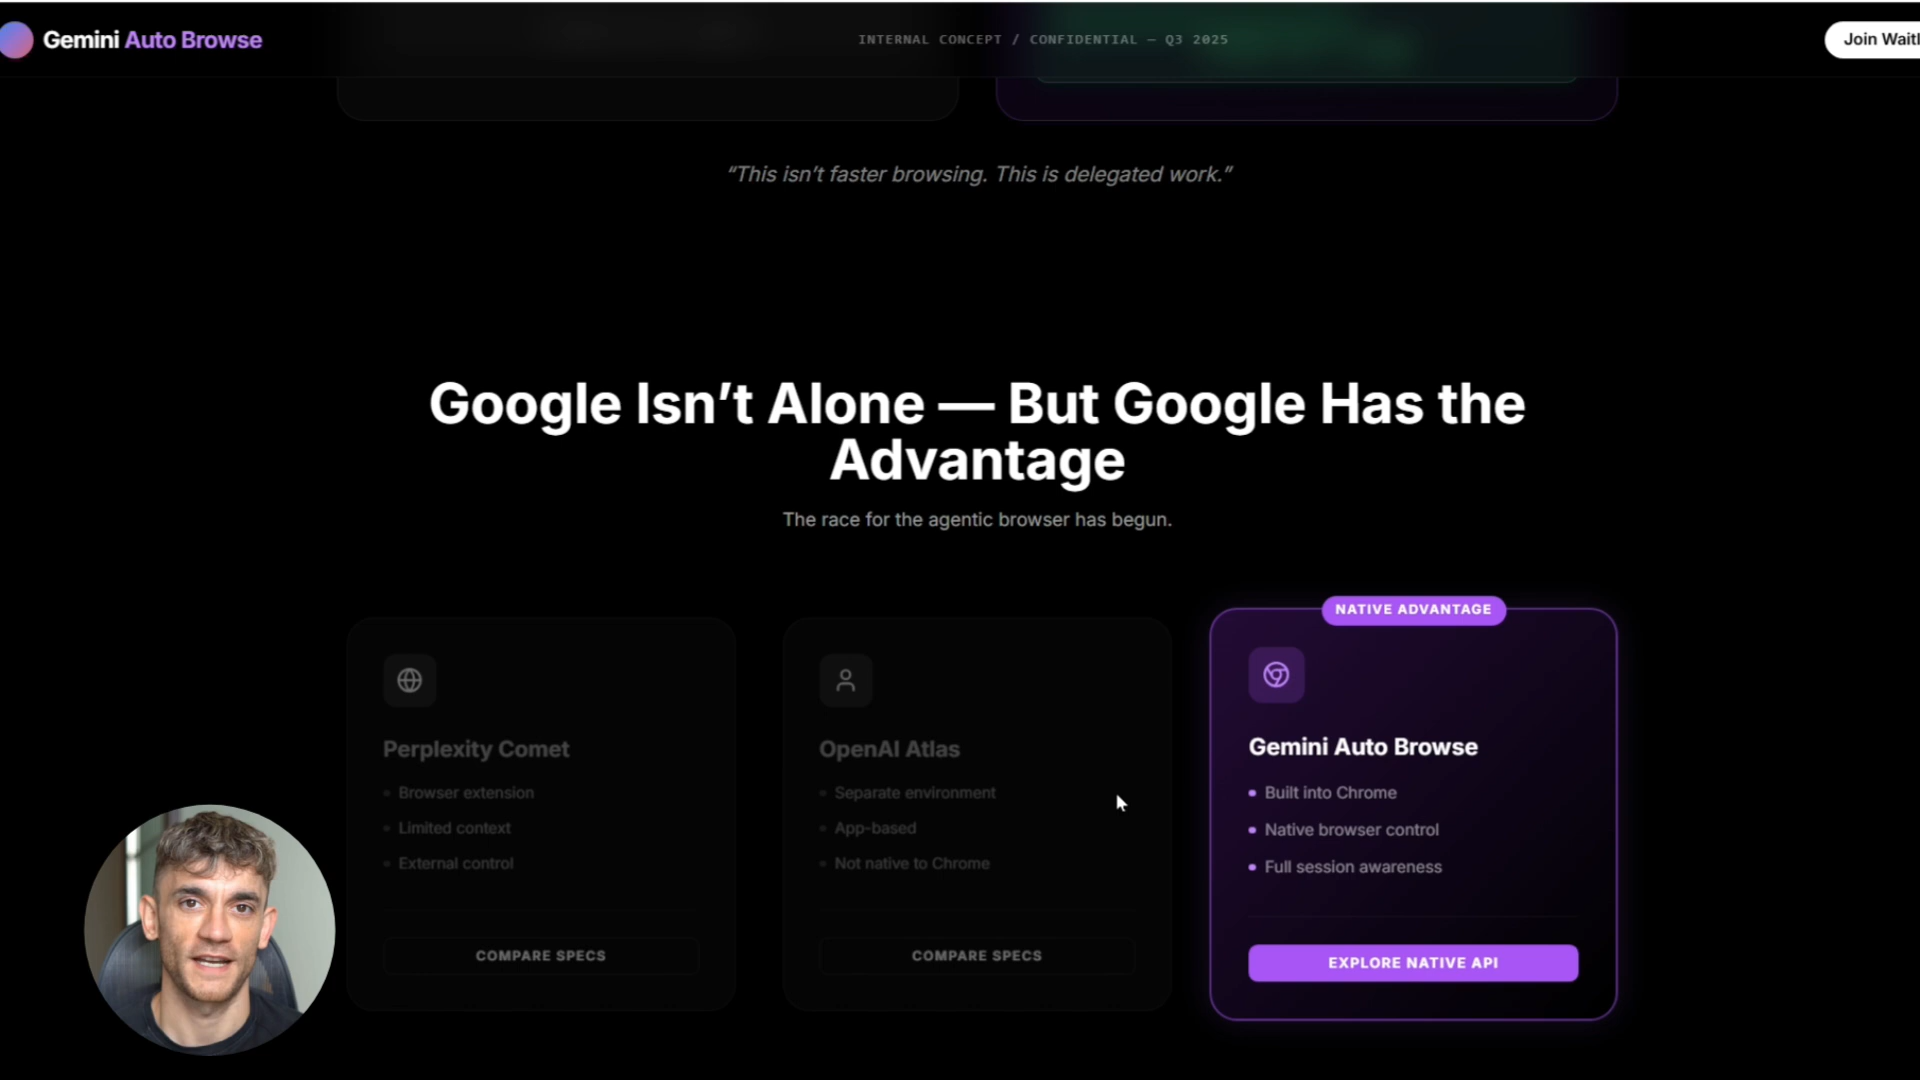 Gemini Auto Browse
INTERNAL CONCEPT / CONFIDENTIAL — Q3 2025
Join Waitl
“This isn’t faster browsing. This is delegated work.”
Google Isn’t Alone — But Google Has the
Advantage
The race for the agentic browser has begun.
Perplexity Comet
Browser extension
Limited context
External control
COMPARE SPECS
OpenAI Atlas
Separate environment
App-based
Not native to Chrome
COMPARE SPECS
NATIVE ADVANTAGE
Gemini Auto Browse
Built into Chrome
Native browser control
Full session awareness
EXPLORE NATIVE API